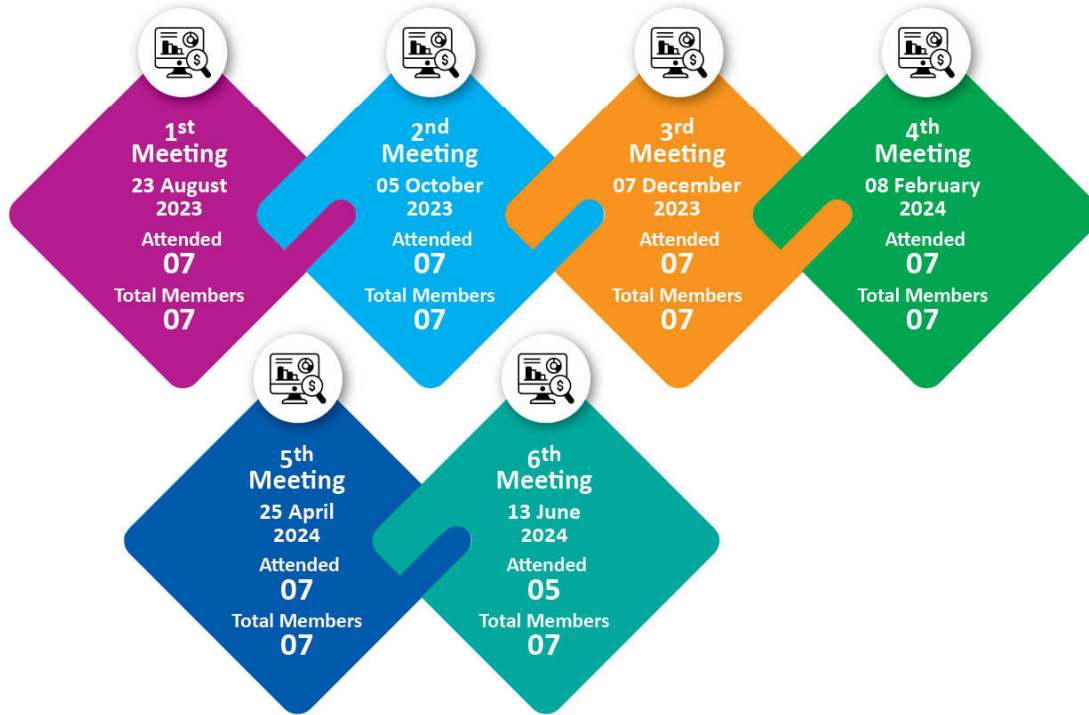 1st
Meeting
23 August
2023
Attended
07
Total Members
07
2nd
Meeting
05 October
2023
Attended
07
Total Members
07
3rd
Meeting
07 December
2023
Attended
07
Total Members
07
4th
Meeting
08 February
2024
Attended
07
Total Members
07
5th
Meeting
25 April
2024
Attended
07
Total Members
07
6th
Meeting
13 June
2024
Attended
05
Total Members
07